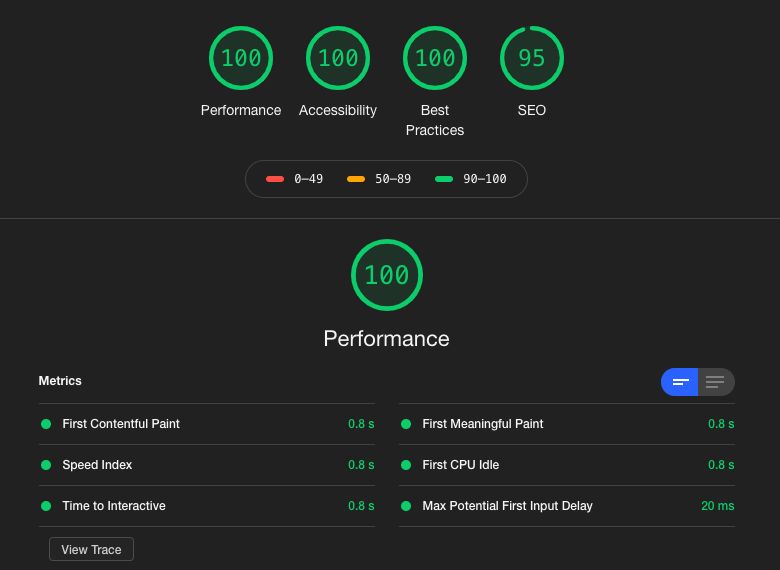 100 100 100 95
Performance Accessibility Best SEO
Practices
0–49 50–89 90–100
100
Performance
Metrics
First Contentful Paint 0.8 s
First Meaningful Paint 0.8 s
Speed Index 0.8 s
First CPU Idle 0.8 s
Time to Interactive 0.8 s
Max Potential First Input Delay 20 ms
View Trace